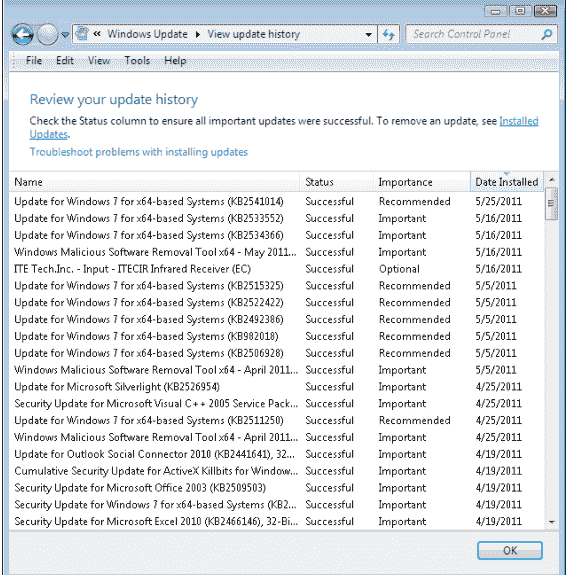 « Windows Update ▸ View update history
Search Control Panel
File Edit View Tools Help
Review your update history
Check the Status column to ensure all important updates were successful. To remove an update, see Installed
Updates.
Troubleshoot problems with installing updates
Name Status Importance Date Installed
Update for Windows 7 for x64-based Systems (KB2541014) Successful Recommended 5/25/2011
Update for Windows 7 for x64-based Systems (KB2533552) Successful Important 5/16/2011
Update for Windows 7 for x64-based Systems (KB2534366) Successful Important 5/16/2011
Windows Malicious Software Removal Tool x64 - May 2011... Successful Important 5/16/2011
ITE Tech.Inc. - Input - ITECIR Infrared Receiver (EC) Successful Optional 5/16/2011
Update for Windows 7 for x64-based Systems (KB2515325) Successful Recommended 5/5/2011
Update for Windows 7 for x64-based Systems (KB2522422) Successful Recommended 5/5/2011
Update for Windows 7 for x64-based Systems (KB2492386) Successful Recommended 5/5/2011
Update for Windows 7 for x64-based Systems (KB982018) Successful Recommended 5/5/2011
Update for Windows 7 for x64-based Systems (KB2506928) Successful Recommended 5/5/2011
Windows Malicious Software Removal Tool x64 - April 2011... Successful Important 5/5/2011
Update for Microsoft Silverlight (KB2526954) Successful Important 4/25/2011
Security Update for Microsoft Visual C++ 2005 Service Pack... Successful Important 4/25/2011
Update for Windows 7 for x64-based Systems (KB2511250) Successful Recommended 4/25/2011
Windows Malicious Software Removal Tool x64 - April 2011... Successful Important 4/25/2011
Update for Outlook Social Connector 2010 (KB2441641), 32... Successful Important 4/19/2011
Cumulative Security Update for ActiveX Killbits for Window... Successful Important 4/19/2011
Security Update for Microsoft Office 2003 (KB2509503) Successful Important 4/19/2011
Security Update for Windows 7 for x64-based Systems (KB2... Successful Important 4/19/2011
Security Update for Microsoft Excel 2010 (KB2466146), 32-Bi... Successful Important 4/19/2011
OK